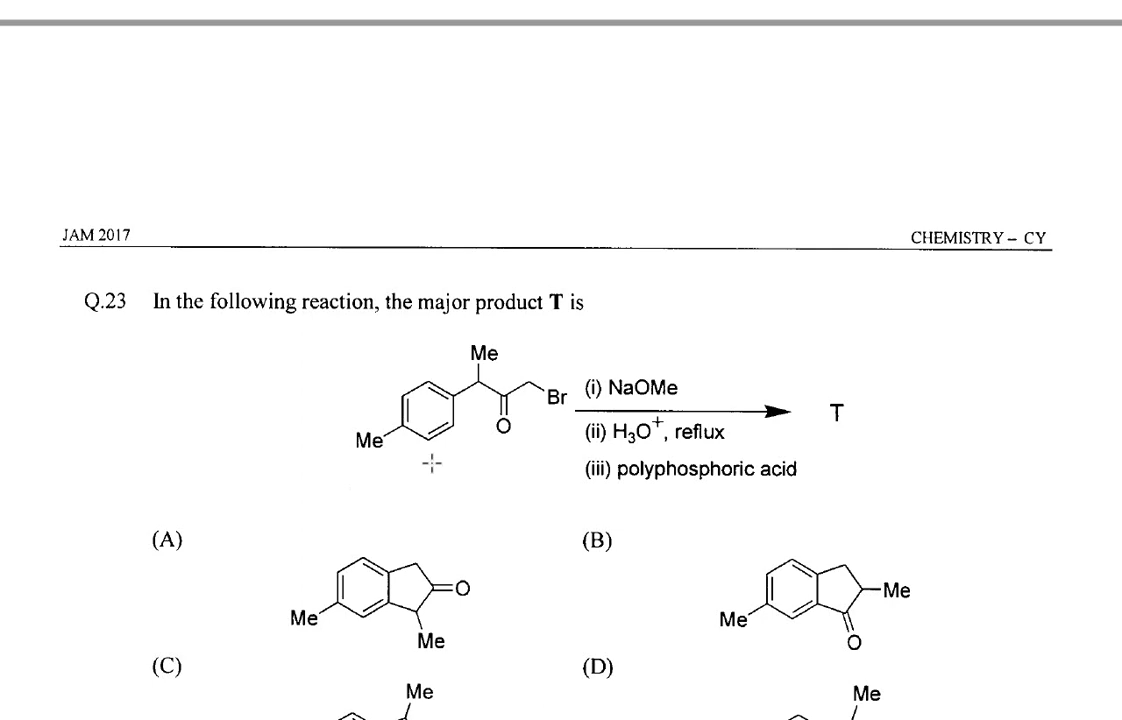 JAM 2017 CHEMISTRY – CY
Q.23 In the following reaction, the major product T is
Me
Br
O
Me
(i) NaOMe
(ii) H₃O⁺, reflux
(iii) polyphosphoric acid
T
(A) (B)
O
Me
Me
Me
Me
O
(C) (D)
Me Me